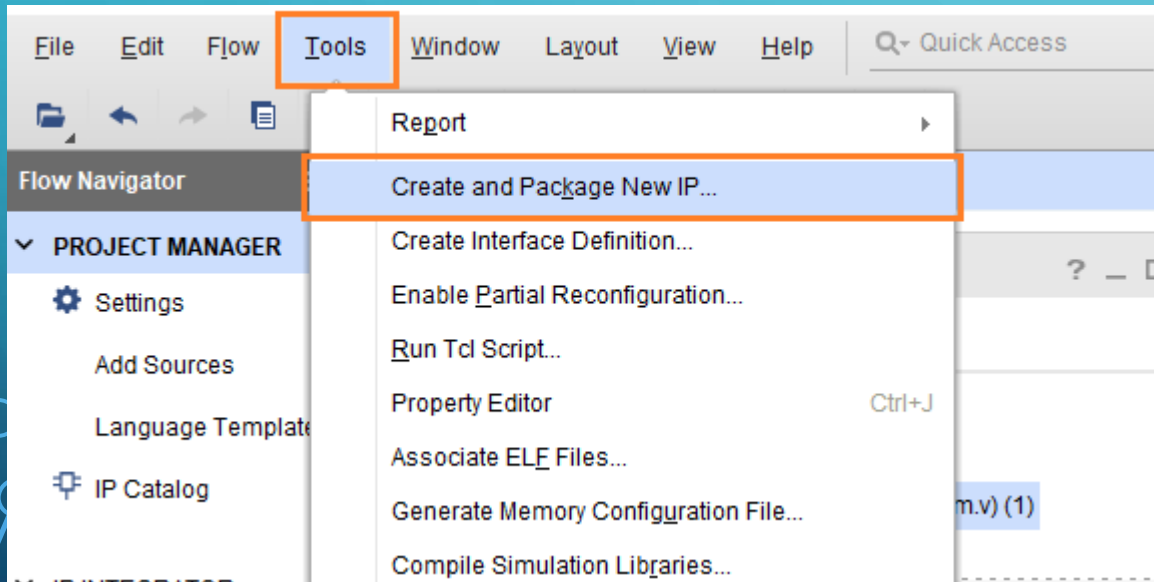 File Edit Flow Tools Window Layout View Help Quick Access
Report
Flow Navigator
Create and Package New IP...
PROJECT MANAGER
Create Interface Definition...
Settings
Enable Partial Reconfiguration...
Add Sources
Run Tcl Script...
Property Editor Ctrl+J
Language Template
Associate ELF Files...
IP Catalog
Generate Memory Configuration File...
m.v) (1)
Compile Simulation Libraries...